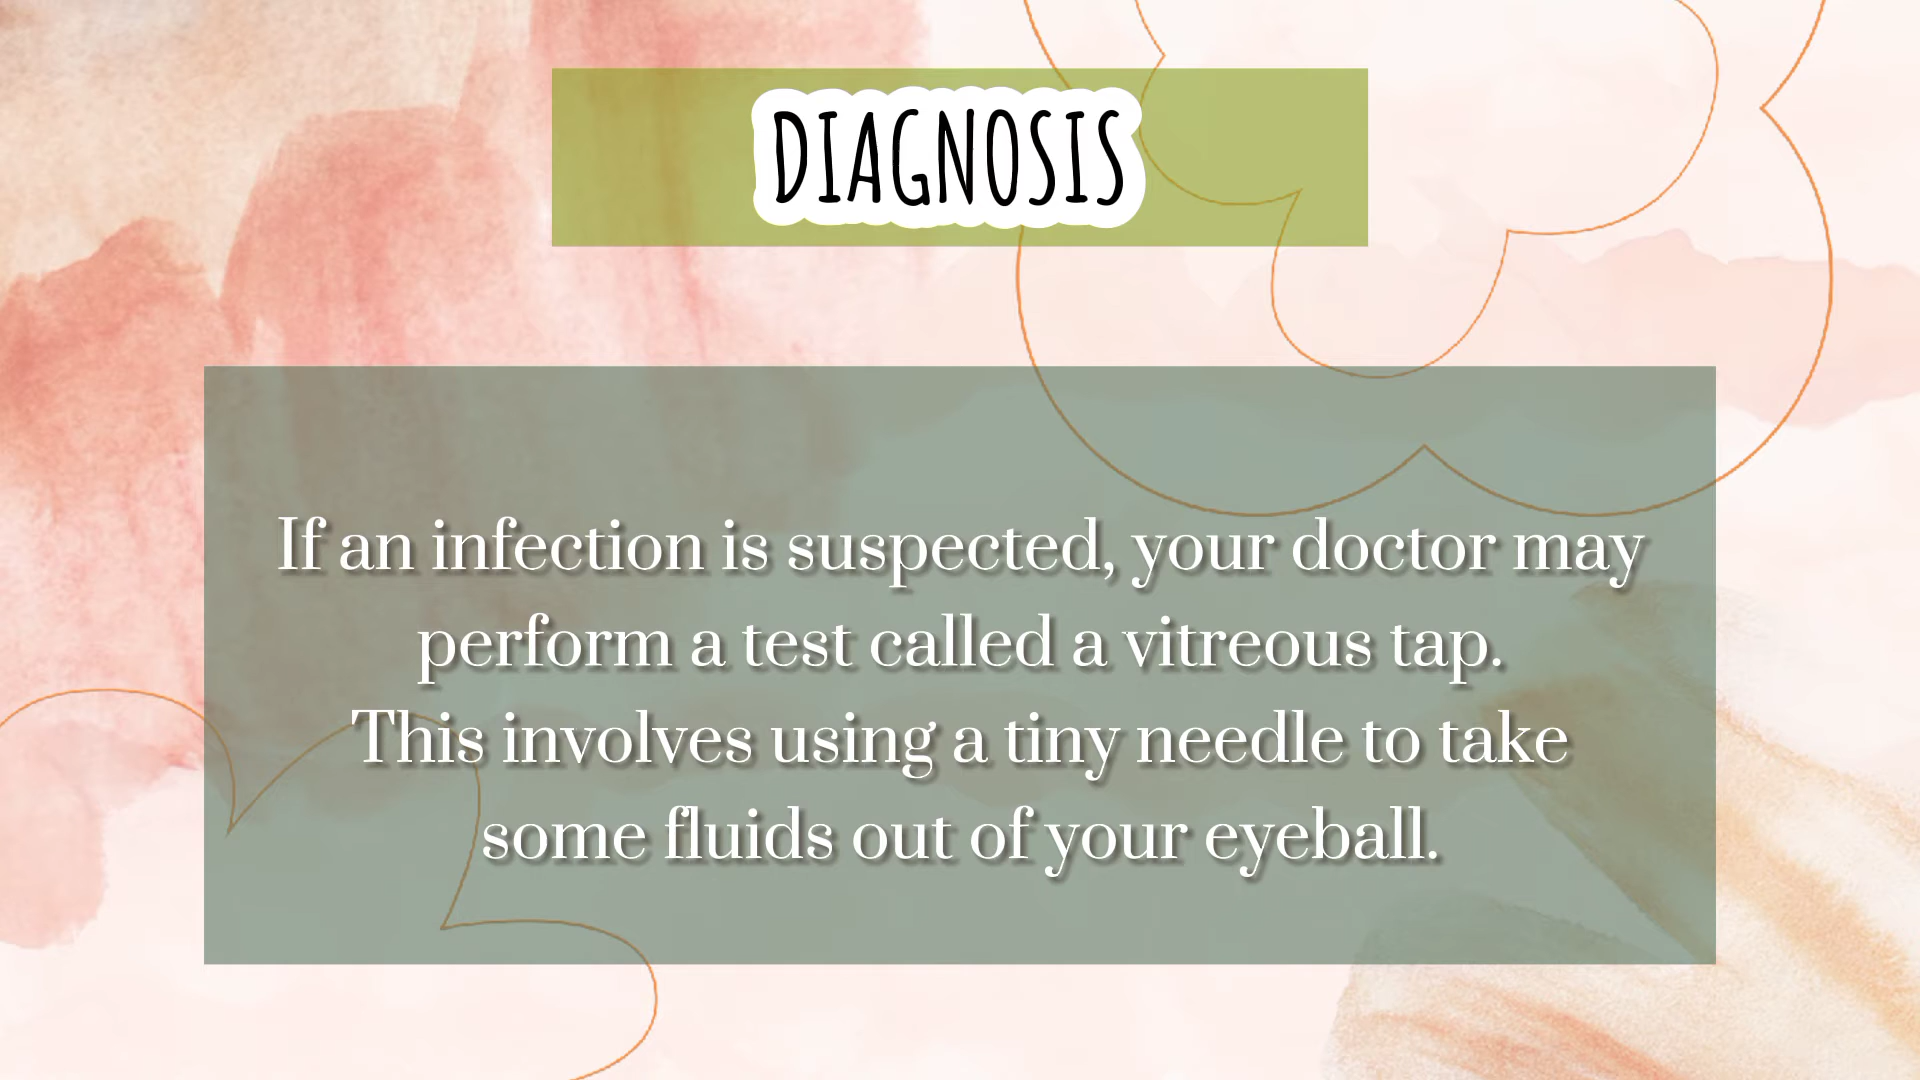 DIAGNOSIS
If an infection is suspected, your doctor may
perform a test called a vitreous tap.
This involves using a tiny needle to take
some fluids out of your eyeball.